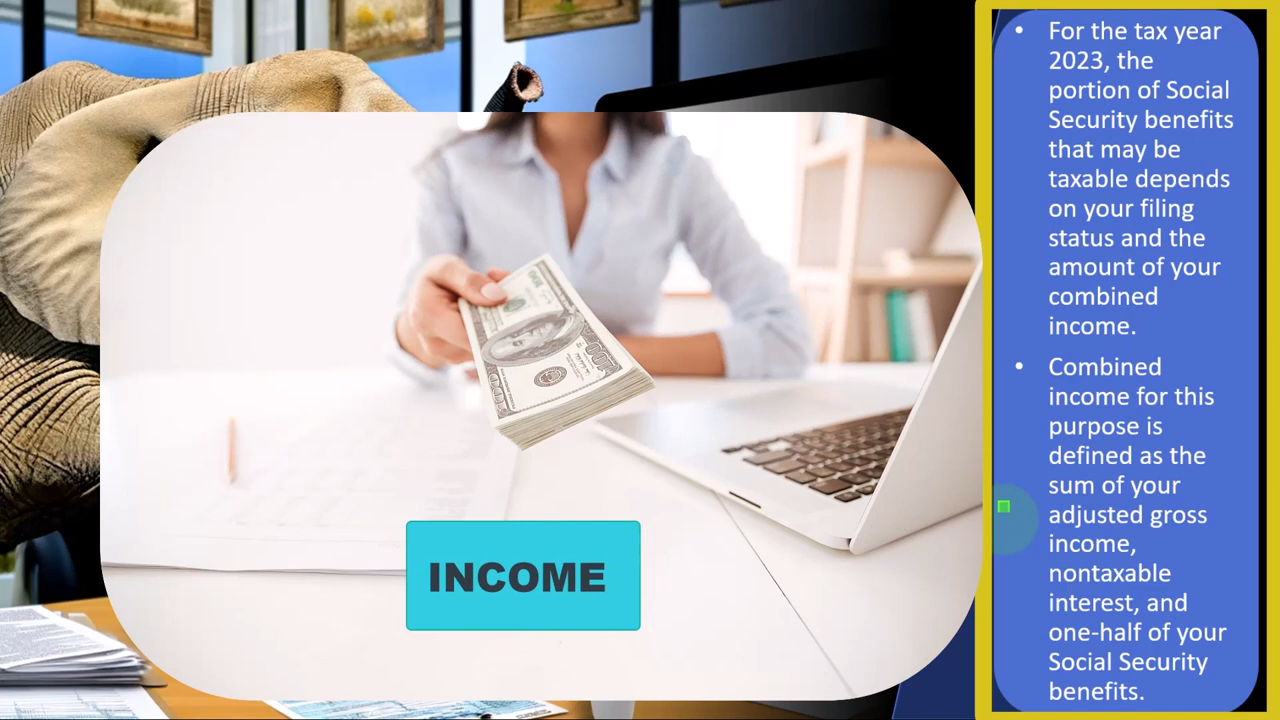 INCOME
• For the tax year
2023, the
portion of Social
Security benefits
that may be
taxable depends
on your filing
status and the
amount of your
combined
income.
• Combined
income for this
purpose is
defined as the
sum of your
adjusted gross
income,
nontaxable
interest, and
one-half of your
Social Security
benefits.